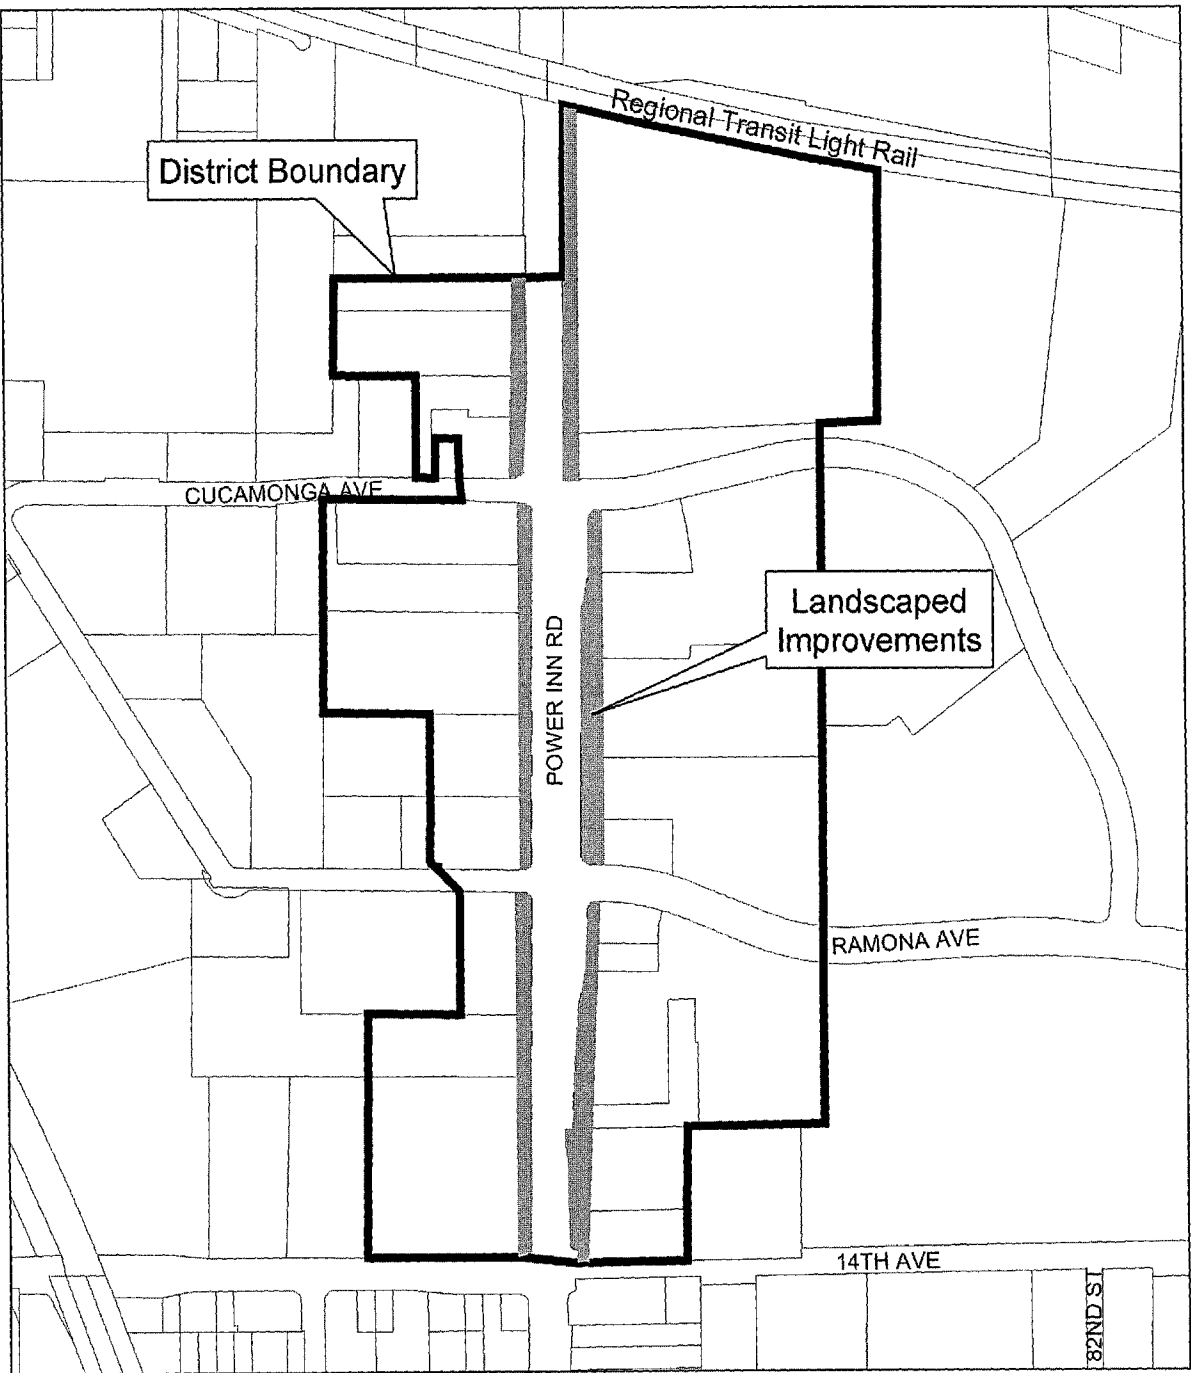 Regional Transit Light Rail
District Boundary
CUCAMONGA AVE
Landscaped
Improvements
POWER INN RD
RAMONA AVE
14TH AVE
82ND ST